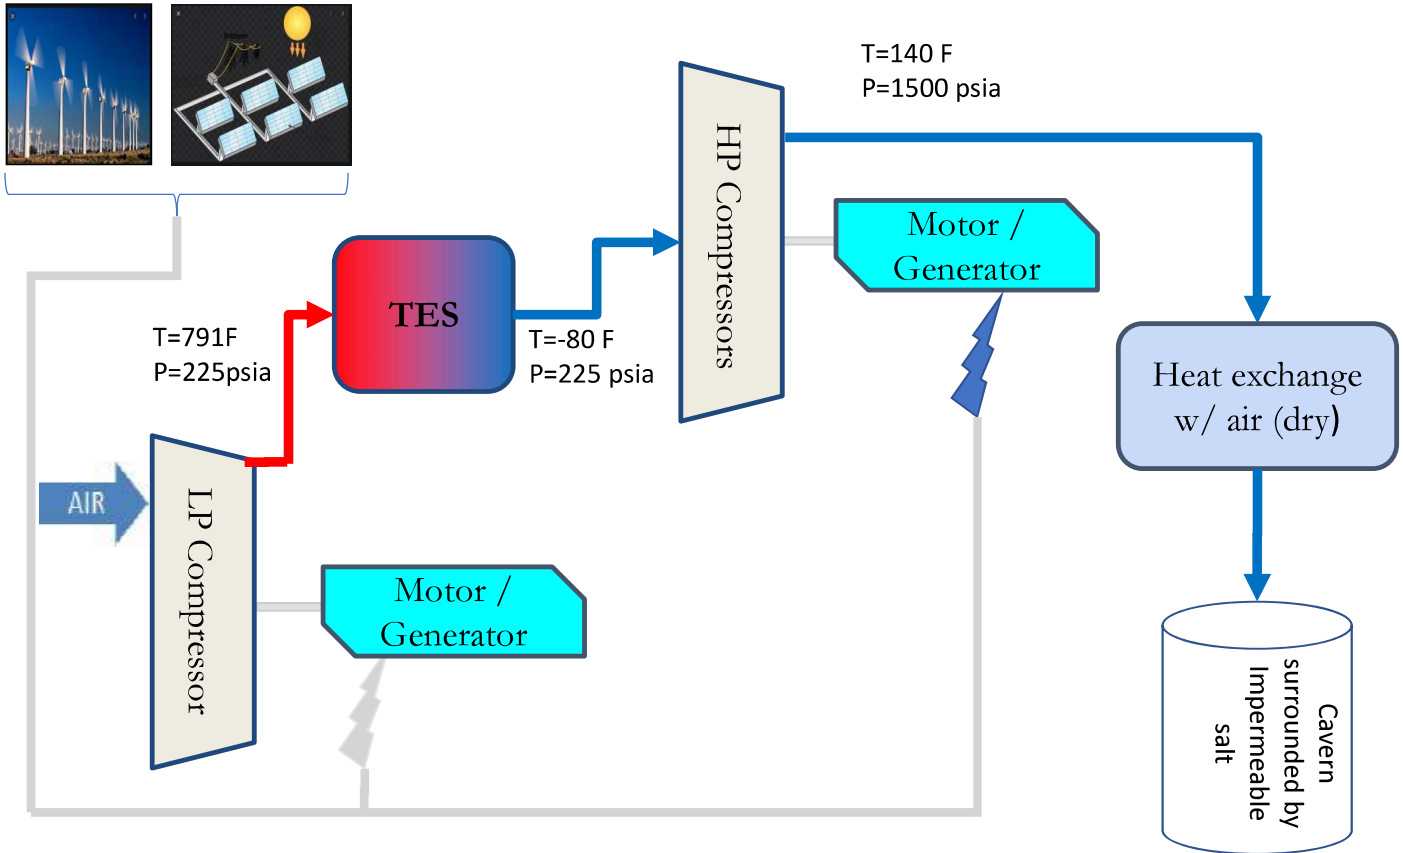 T=140 F
P=1500 psia
HP Compressors
Motor /
Generator
TES
T=791F
P=225psia
T=-80 F
P=225 psia
Heat exchange
w/ air (dry)
AIR
LP Compressor
Motor /
Generator
Cavern
surrounded by
Impermeable
salt